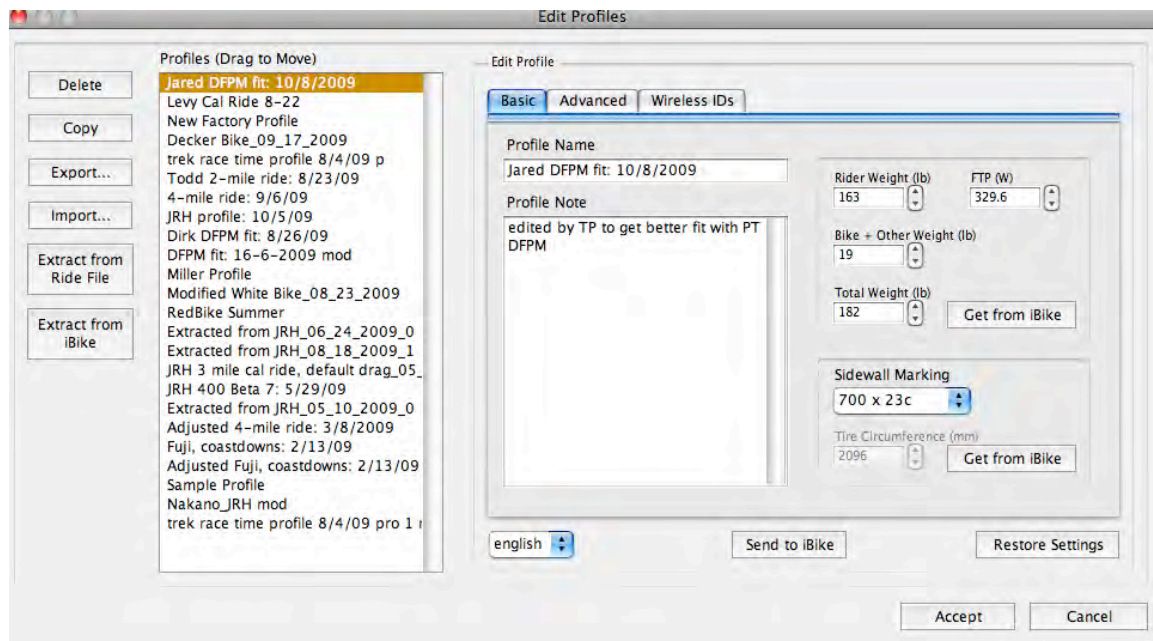 Edit Profiles
Delete
Copy
Export...
Import...
Extract from
Ride File
Extract from
iBike
Profiles (Drag to Move)
Jared DFPM fit: 10/8/2009
Levy Cal Ride 8-22
New Factory Profile
Decker Bike_09_17_2009
trek race time profile 8/4/09 p
Todd 2-mile ride: 8/23/09
4-mile ride: 9/6/09
JRH profile: 10/5/09
Dirk DFPM fit: 8/26/09
DFPM fit: 16-6-2009 mod
Miller Profile
Modified White Bike_08_23_2009
RedBike Summer
Extracted from JRH_06_24_2009_0
Extracted from JRH_08_18_2009_1
JRH 3 mile cal ride, default drag_05_
JRH 400 Beta 7: 5/29/09
Extracted from JRH_05_10_2009_0
Adjusted 4-mile ride: 3/8/2009
Fuji, coastdowns: 2/13/09
Adjusted Fuji, coastdowns: 2/13/09
Sample Profile
Nakano_JRH mod
trek race time profile 8/4/09 pro 1
Edit Profile
Basic Advanced Wireless IDs
Profile Name
Jared DFPM fit: 10/8/2009
Profile Note
edited by TP to get better fit with PT
DFPM
Rider Weight (lb) FTP (W)
163 329.6
Bike + Other Weight (lb)
19
Total Weight (lb)
182 Get from iBike
Sidewall Marking
700 x 23c
Tire Circumference (mm)
2096 Get from iBike
english Send to iBike Restore Settings
Accept Cancel